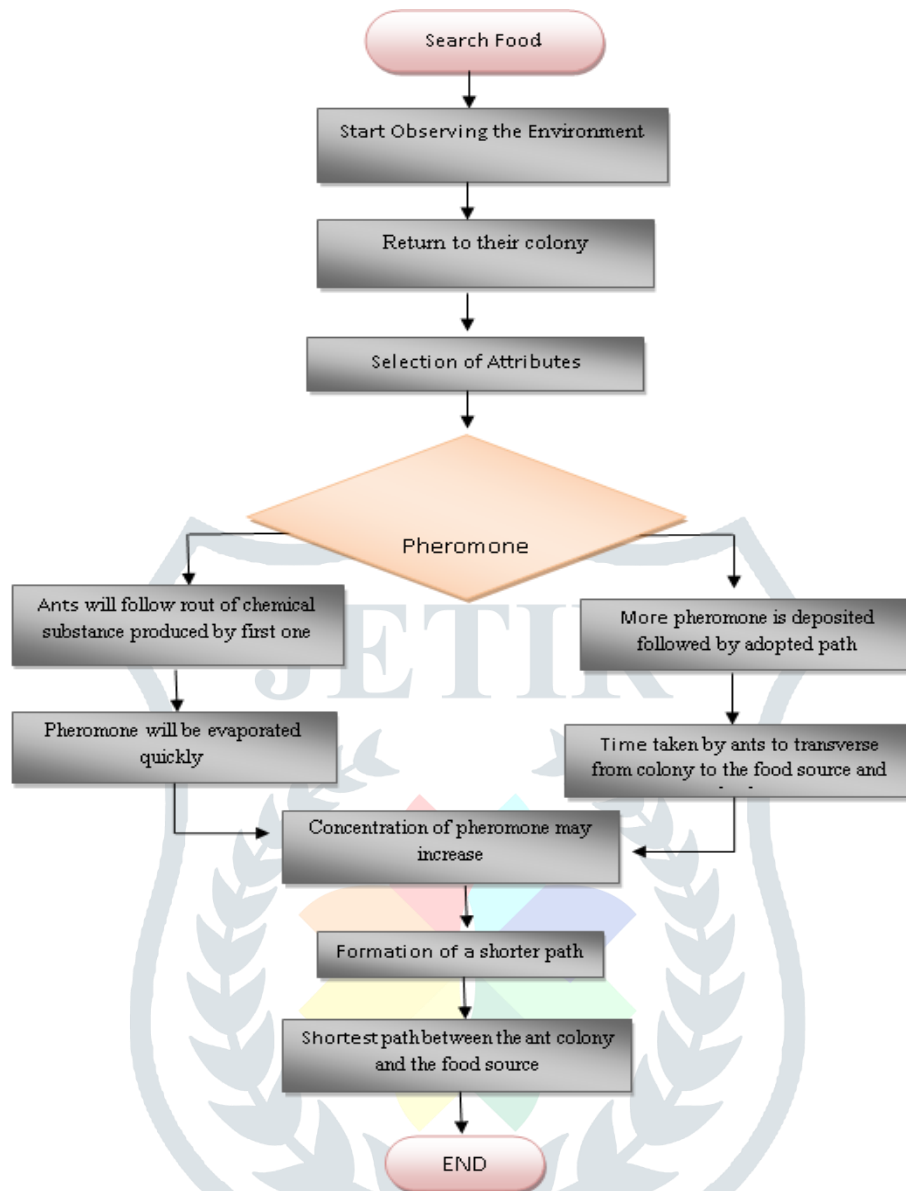 Search Food
Start Observing the Environment
Return to their colony
Selection of Attributes
Pheromone
Ants will follow rout of chemical
substance produced by first one
More pheromone is deposited
followed by adopted path
JETIR
Pheromone will be evaporated
quickly
Time taken by ants to transverse
from colony to the food source and
Concentration of pheromone may
increase
Formation of a shorter path
Shortest path between the ant colony
and the food source
END